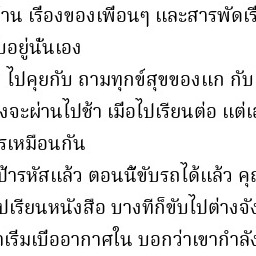 าน เรื่องของเพื่อนๆ และสารพัดเรื
อยู่นั่นเอง
ไปคุยกับ ถามทุกข์สุขของแก กับ
งจะผ่านไปช้า เมื่อไปเรียนต่อ แต่เ
รเหมือนกัน
ป้ารหัสแล้ว ตอนนี้ขับรถได้แล้ว คุ
ปเรียนหนังสือ บางทีก็ขับไปต่างจัง
เริ่มเบื่ออากาศใน บอกว่าเขากำลัง